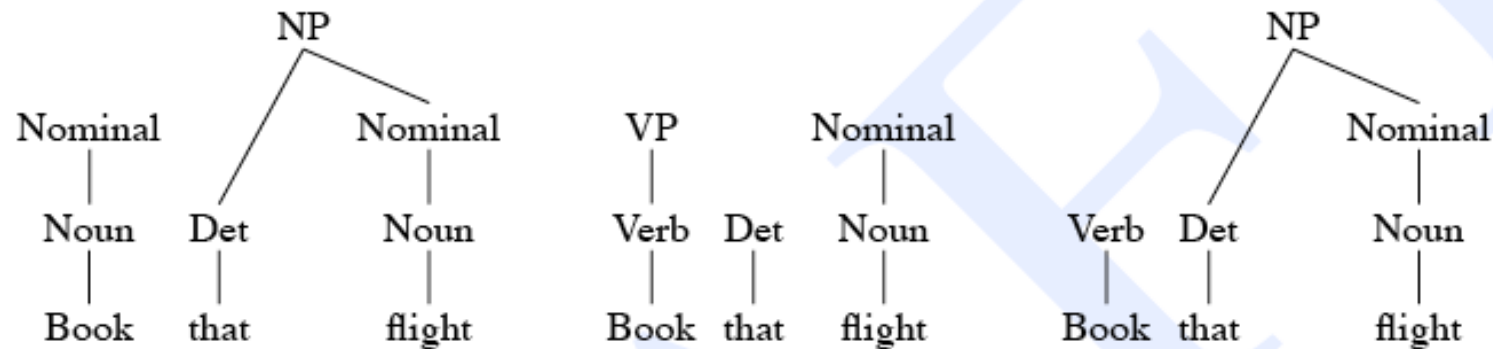 NP NP
Nominal Nominal VP Nominal Nominal
Noun Det Noun Verb Det Noun Verb Det Noun
Book that flight Book that flight Book that flight